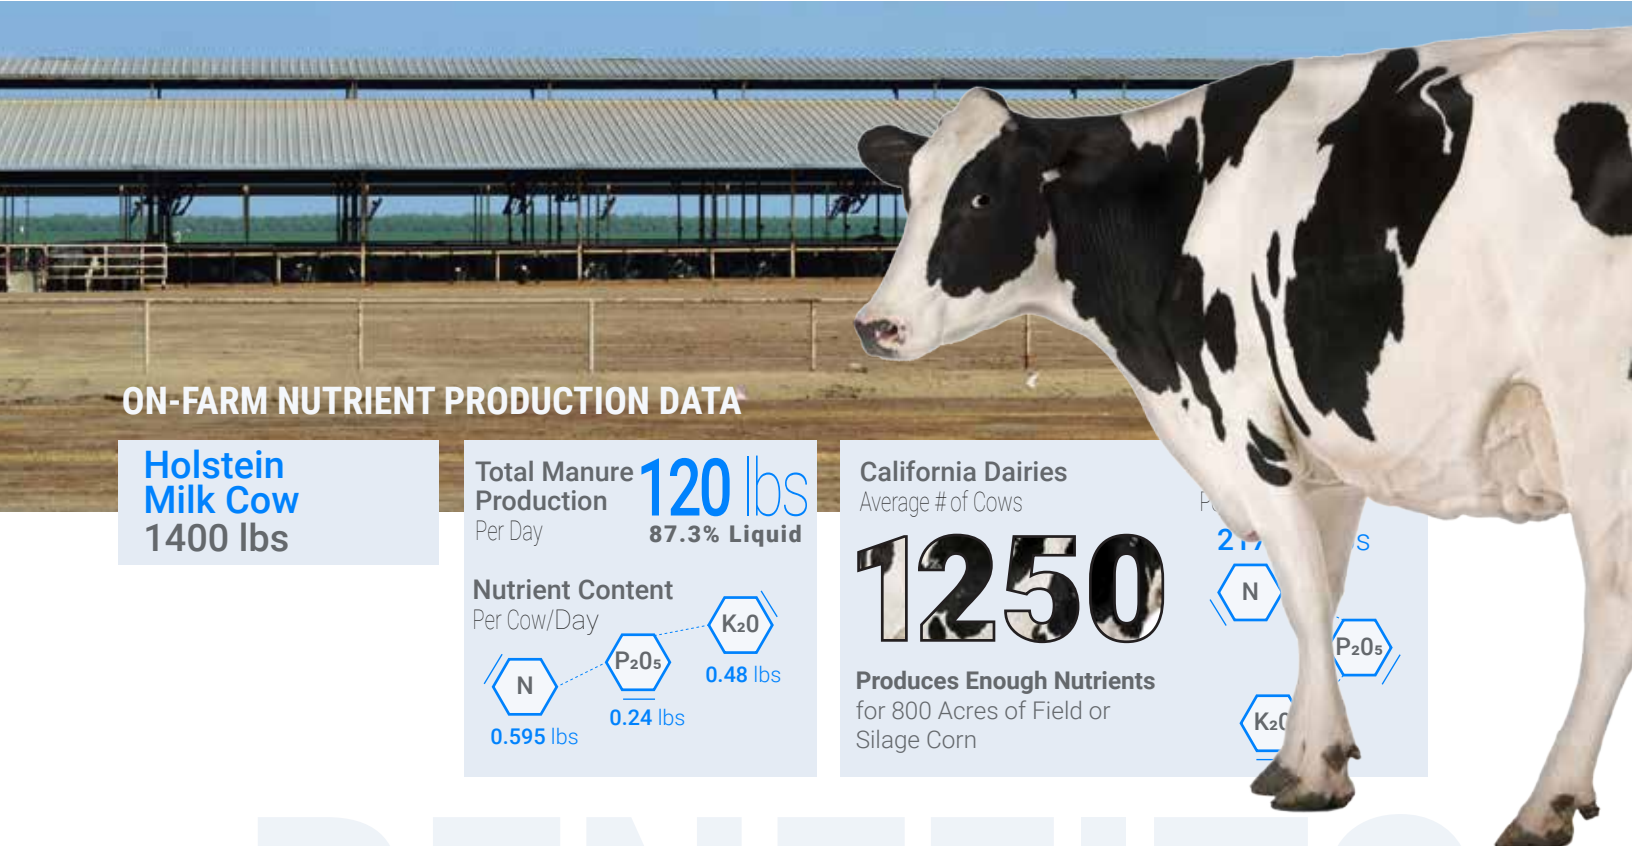 ON-FARM NUTRIENT PRODUCTION DATA
Holstein
Milk Cow
1400 lbs
Total Manure
Production
Per Day
120 lbs
87.3% Liquid
Nutrient Content
Per Cow/Day
N
0.595 lbs
P₂0₅
0.24 lbs
K₂0
0.48 lbs
California Dairies
Average # of Cows
1250
Produces Enough Nutrients
for 800 Acres of Field or
Silage Corn
N
P₂0₅
K₂0